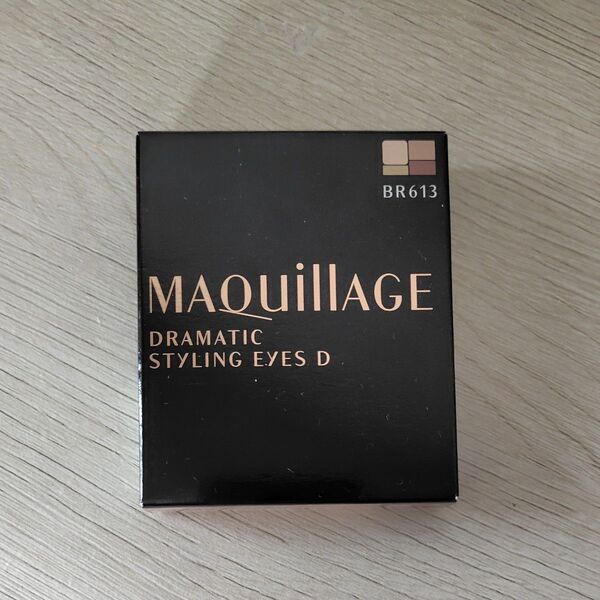 BR613
MAQuillAGE
DRAMATIC
STYLING EYES D